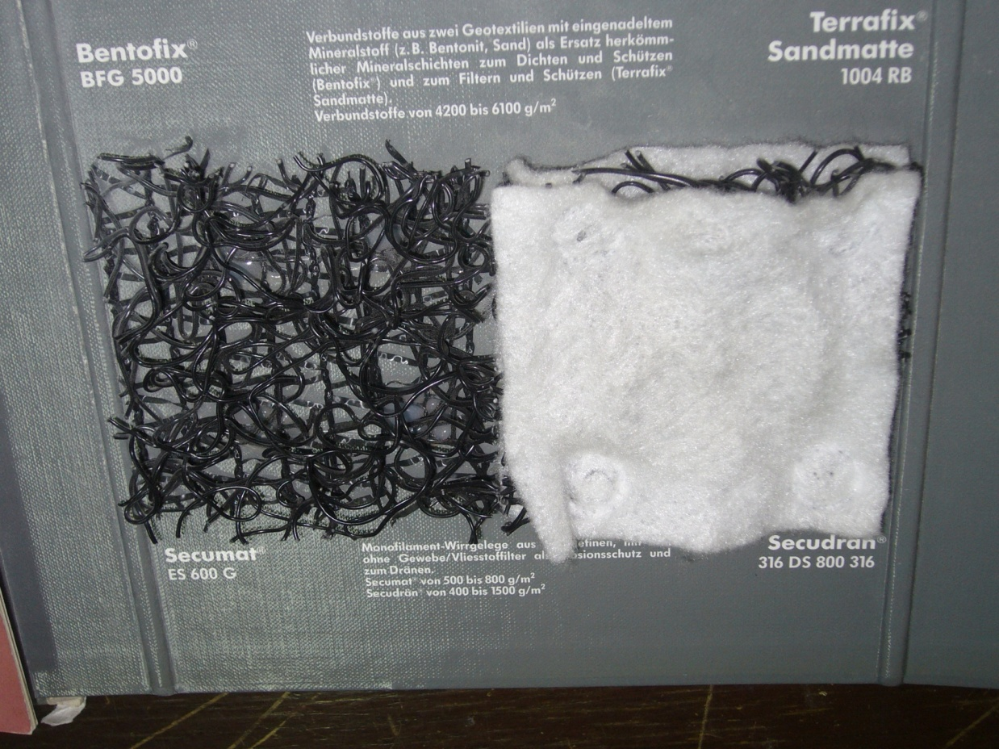 Bentofix®
BFG 5000
Verbundstoffe aus zwei Geotextilien mit eingenadeltem
Mineralstoff (z.B. Bentonit, Sand) als Ersatz herkömm-
licher Mineralschichten zum Dichten und Schützen
(Bentofix®) und zum Filtern und Schützen (Terrafix®
Sandmatte).
Verbundstoffe von 4200 bis 6100 g/m²
Terrafix®
Sandmatte
1004 RB
Secumat®
ES 600 G
Monofilament-Wirrgelege aus
ohne Gewebe/Vliesstoffilter und
zum Dränen.
Secumat® von 500 bis 800 g/m²
Secudrän® von 400 bis 1500 g/m²
Secudran®
316 DS 800 316